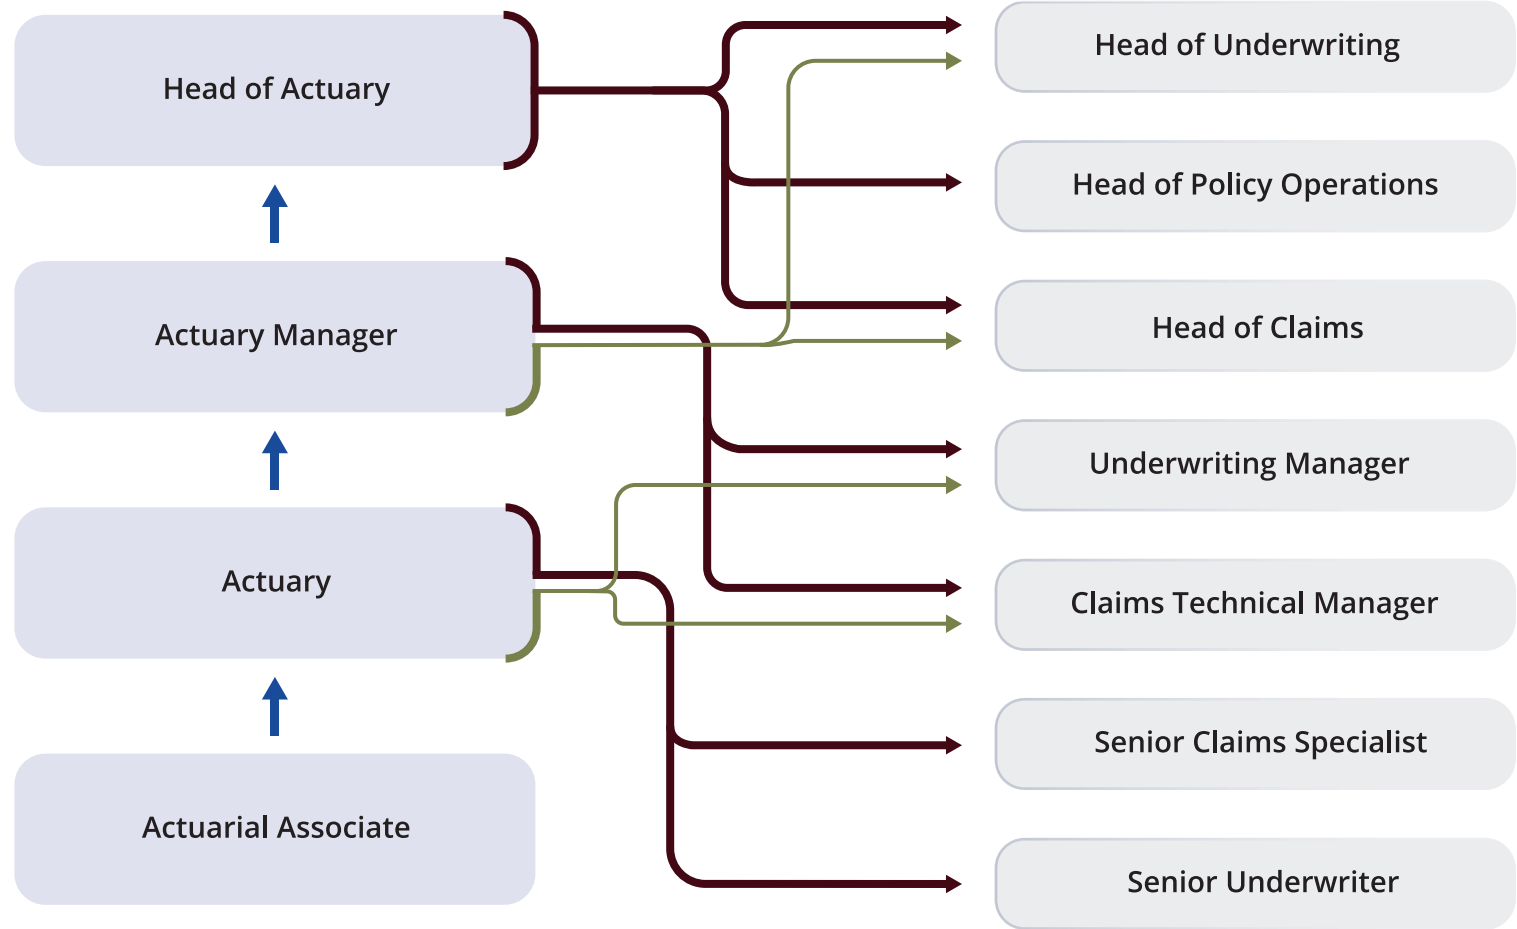 Head of Actuary
Actuary Manager
Actuary
Actuarial Associate
Head of Underwriting
Head of Policy Operations
Head of Claims
Underwriting Manager
Claims Technical Manager
Senior Claims Specialist
Senior Underwriter